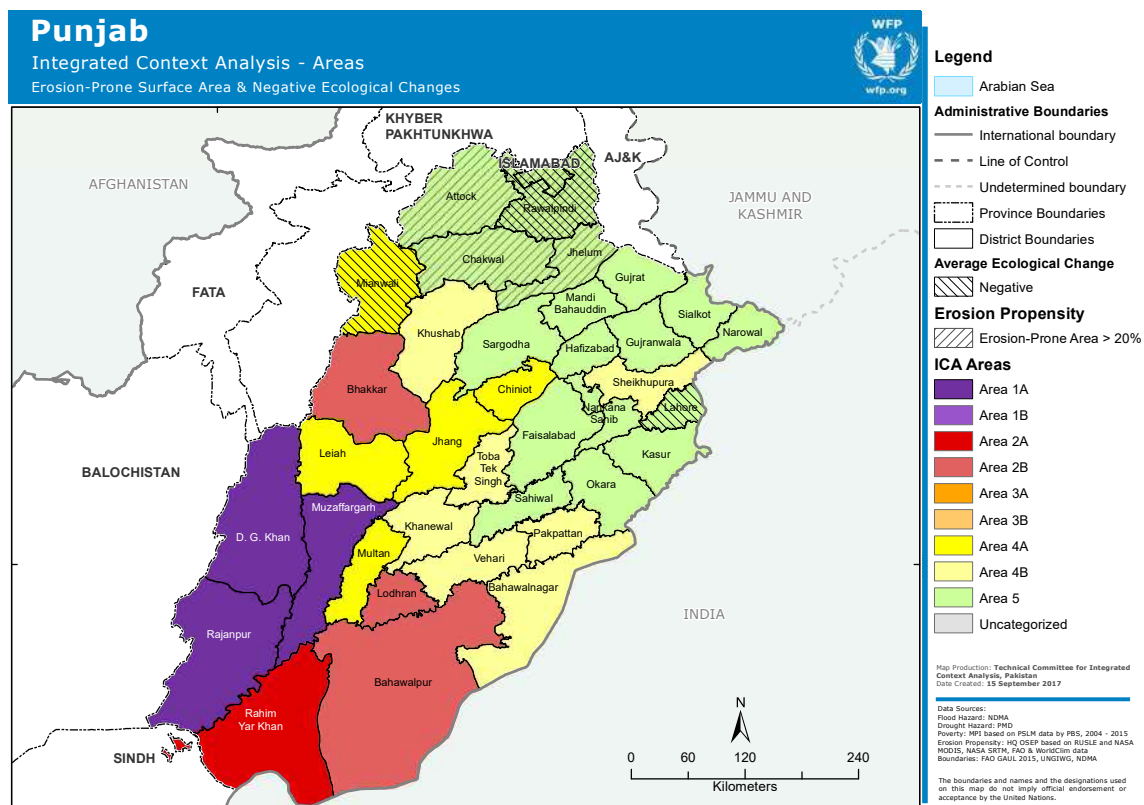 Punjab
Integrated Context Analysis - Areas
Erosion-Prone Surface Area & Negative Ecological Changes
WFP
wfp.org
KHYBER
PAKHTUNKHWA
ISLAMABAD
AJ&K
AFGHANISTAN
JAMMU AND
KASHMIR
Attock
Rawalpindi
Chakwal
Jhelum
Mianwali
Gujrat
FATA
Mandi
Bahauddin
Khushab
Sialkot
Narowal
Sargodha
Hafizabad
Gujranwala
Bhakkar
Chiniot
Sheikhupura
Nankana
Sahib
Lahore
Jhang
Faisalabad
Leiah
Toba
Tek
Singh
Kasur
BALOCHISTAN
Okara
Sahiwal
Muzaffargarh
Khanewal
Pakpattan
D. G. Khan
Multan
Vehari
Lodhran
Bahawalnagar
INDIA
Rajanpur
Bahawalpur
Rahim
Yar Khan
SINDH
N
0 60 120 240
Kilometers
Legend
Arabian Sea
Administrative Boundaries
International boundary
Line of Control
Undetermined boundary
Province Boundaries
District Boundaries
Average Ecological Change
Negative
Erosion Propensity
Erosion-Prone Area > 20%
ICA Areas
Area 1A
Area 1B
Area 2A
Area 2B
Area 3A
Area 3B
Area 4A
Area 4B
Area 5
Uncategorized
Map Production: Technical Committee for Integrated
Context Analysis, Pakistan
Date Created: 15 September 2017
Data Sources:
Flood Hazard: NDMA
Drought Hazard: PMD
Poverty: MPI based on PSLM data by PBS, 2004 - 2015
Erosion Propensity: HQ OSEP based on RUSLE and NASA
MODIS, NASA SRTM, FAO & WorldClim data
Boundaries: FAO GAUL 2015, UNGIWG, NDMA
The boundaries and names and the designations used
on this map do not imply official endorsement or
acceptance by the United Nations.